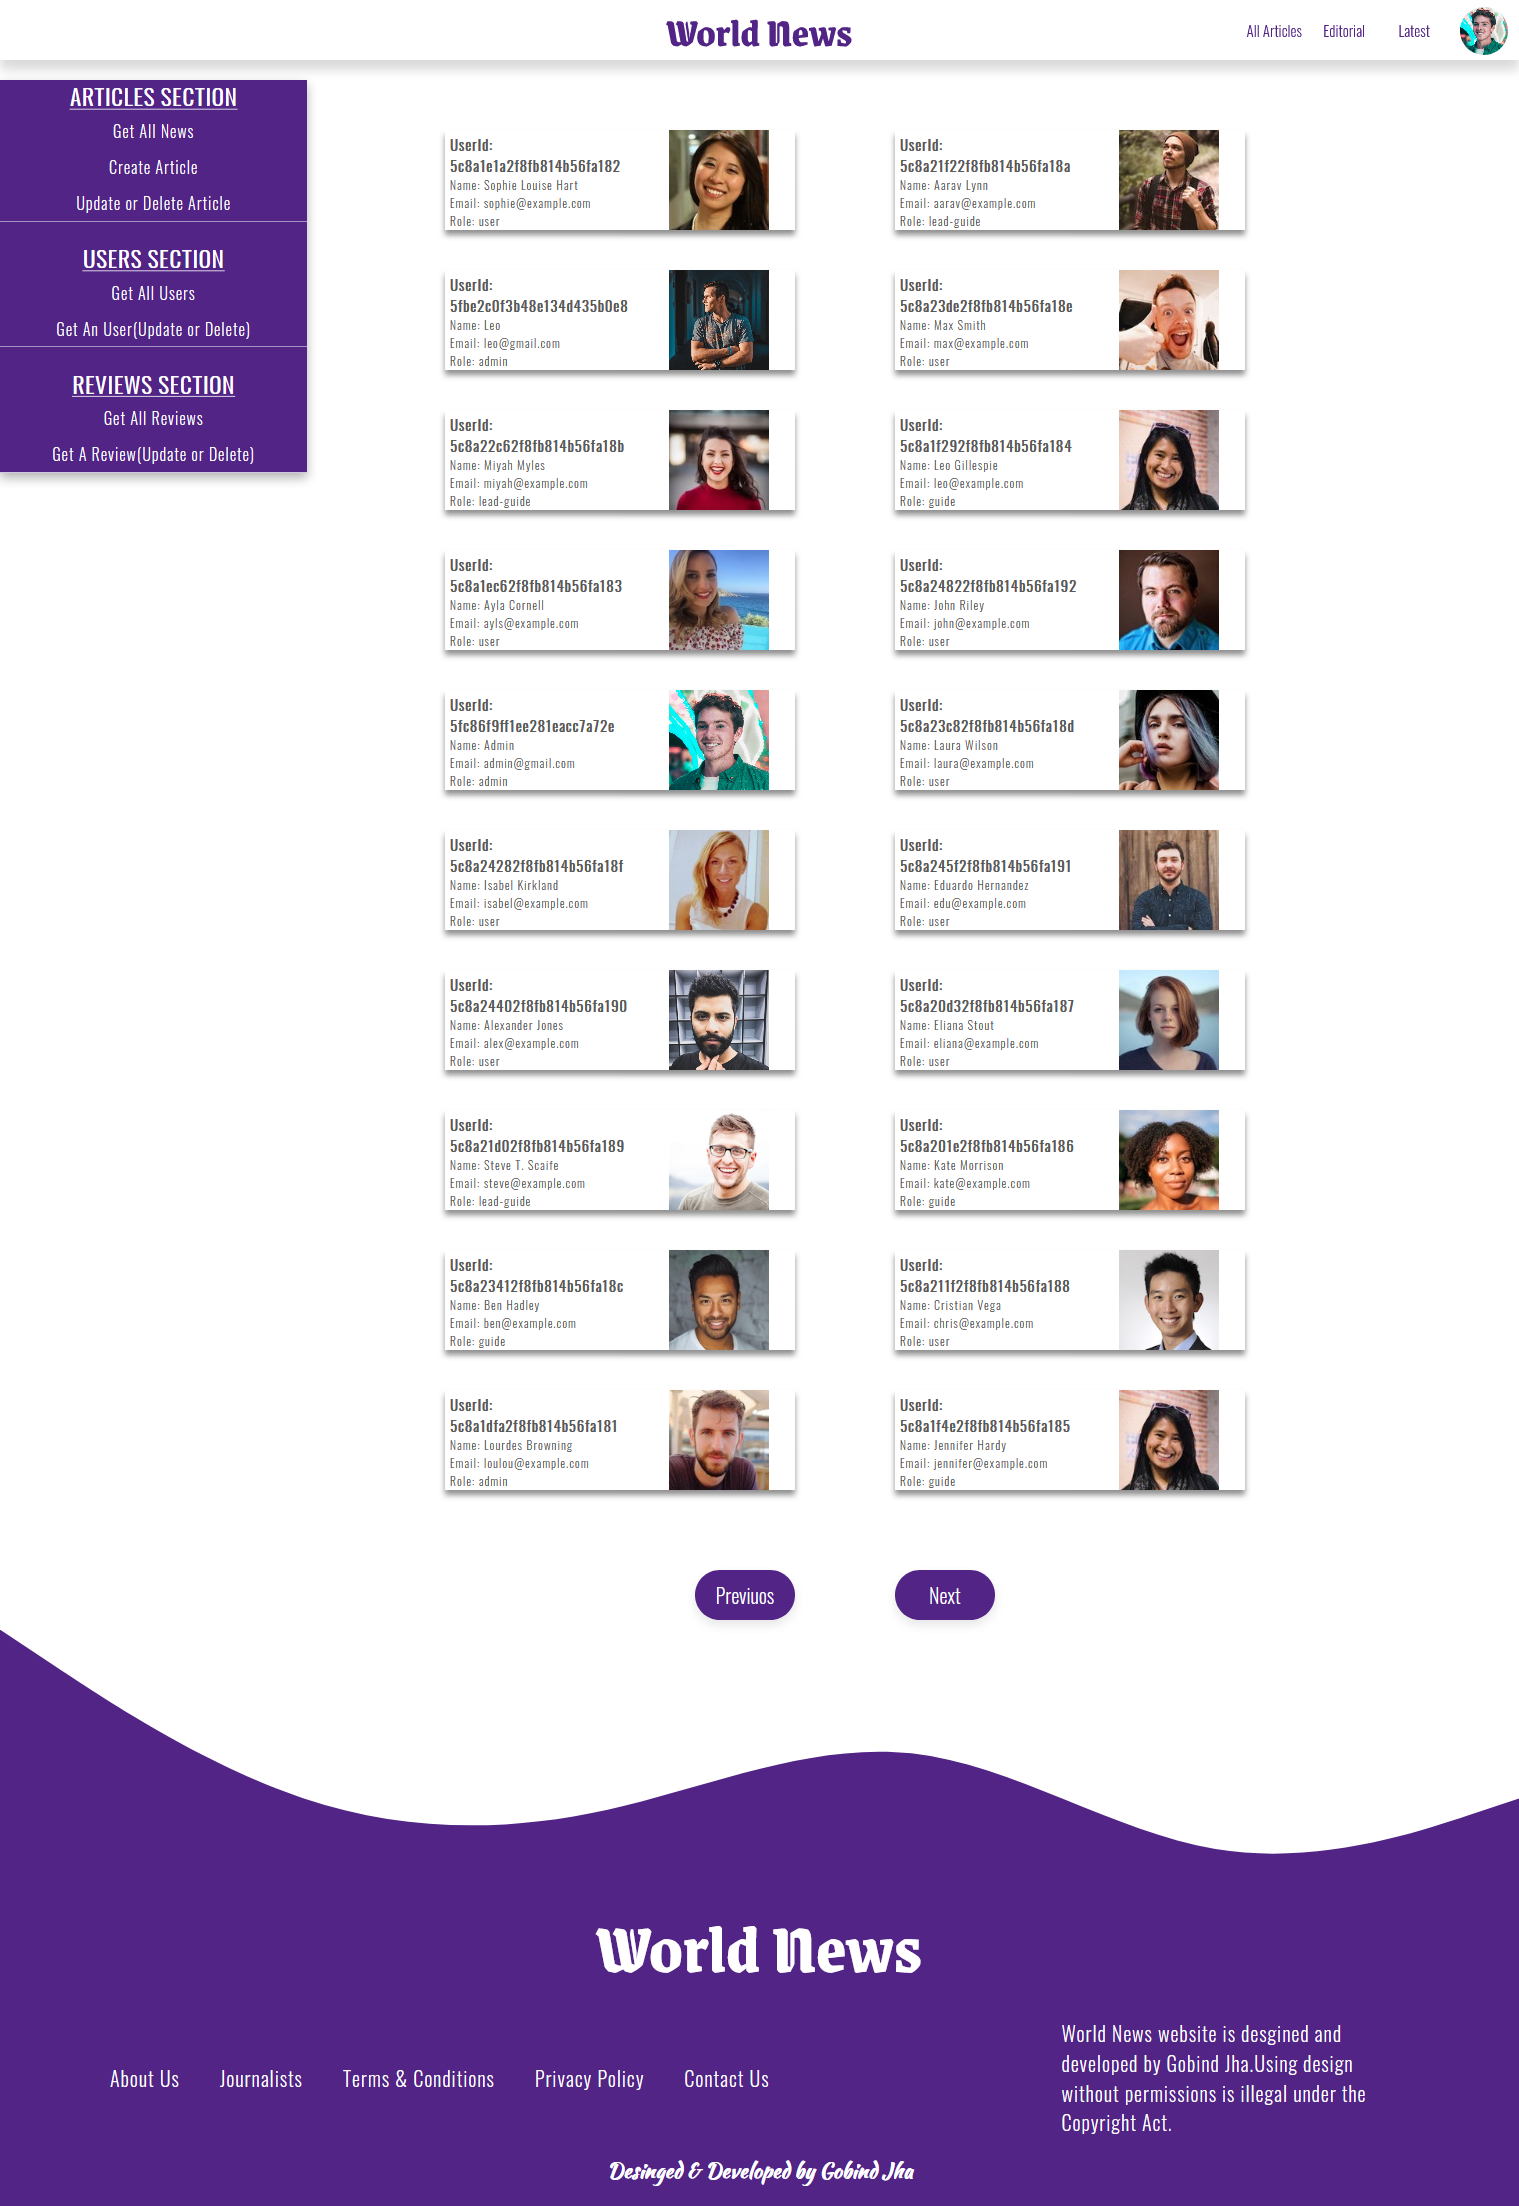 World News
All Articles
Editorial
Latest
ARTICLES SECTION
Get All News
Create Article
Update or Delete Article
USERS SECTION
Get All Users
Get An User(Update or Delete)
REVIEWS SECTION
Get All Reviews
Get A Review(Update or Delete)
UserId:
5c8a1e1a2f8fb814b56fa182
Name: Sophie Louise Hart
Email: sophie@example.com
Role: user
UserId:
5c8a21f22f8fb814b56fa18a
Name: Aarav Lynn
Email: aarav@example.com
Role: lead-guide
UserId:
5fbe2c0f3b48e134d435b0e8
Name: Leo
Email: leo@gmail.com
Role: admin
UserId:
5c8a23de2f8fb814b56fa18e
Name: Max Smith
Email: max@example.com
Role: user
UserId:
5c8a22c62f8fb814b56fa18b
Name: Miyah Myles
Email: miyah@example.com
Role: lead-guide
UserId:
5c8a1f292f8fb814b56fa184
Name: Leo Gillespie
Email: leo@example.com
Role: guide
UserId:
5c8a1ec62f8fb814b56fa183
Name: Ayla Cornell
Email: ayls@example.com
Role: user
UserId:
5c8a24822f8fb814b56fa192
Name: John Riley
Email: john@example.com
Role: user
UserId:
5fc86f9ff1ee281eacc7a72e
Name: Admin
Email: admin@gmail.com
Role: admin
UserId:
5c8a23c82f8fb814b56fa18d
Name: Laura Wilson
Email: laura@example.com
Role: user
UserId:
5c8a24282f8fb814b56fa18f
Name: Isabel Kirkland
Email: isabel@example.com
Role: user
UserId:
5c8a245f2f8fb814b56fa191
Name: Eduardo Hernandez
Email: edu@example.com
Role: user
UserId:
5c8a24402f8fb814b56fa190
Name: Alexander Jones
Email: alex@example.com
Role: user
UserId:
5c8a20d32f8fb814b56fa187
Name: Eliana Stout
Email: eliana@example.com
Role: user
UserId:
5c8a21d02f8fb814b56fa189
Name: Steve T. Scaife
Email: steve@example.com
Role: lead-guide
UserId:
5c8a201e2f8fb814b56fa186
Name: Kate Morrison
Email: kate@example.com
Role: guide
UserId:
5c8a23412f8fb814b56fa18c
Name: Ben Hadley
Email: ben@example.com
Role: guide
UserId:
5c8a211f2f8fb814b56fa188
Name: Cristian Vega
Email: chris@example.com
Role: user
UserId:
5c8a1dfa2f8fb814b56fa181
Name: Lourdes Browning
Email: loulou@example.com
Role: admin
UserId:
5c8a1f4e2f8fb814b56fa185
Name: Jennifer Hardy
Email: jennifer@example.com
Role: guide
Previuos
Next
World News
About Us
Journalists
Terms & Conditions
Privacy Policy
Contact Us
World News website is desgined and
developed by Gobind Jha.Using design
without permissions is illegal under the
Copyright Act.
Desinged & Developed by Gobind Jha